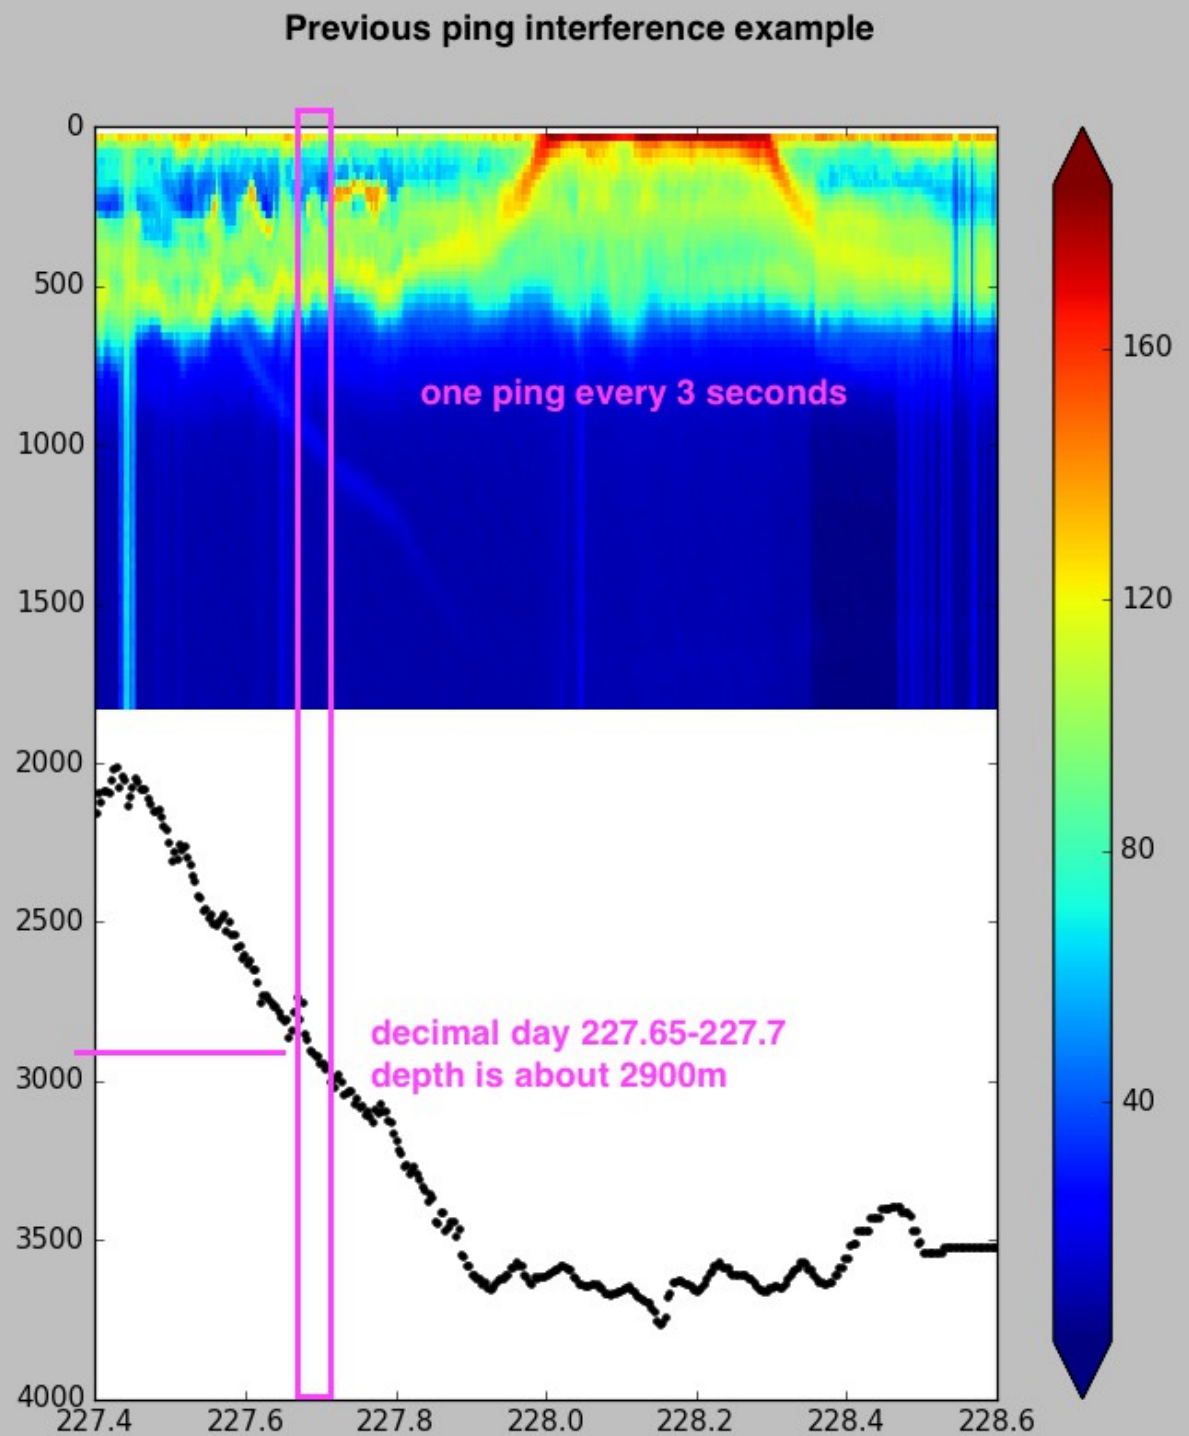 Previous ping interference example
0
500
1000
1500
2000
2500
3000
3500
4000
one ping every 3 seconds
decimal day 227.65-227.7
depth is about 2900m
227.4 227.6 227.8 228.0 228.2 228.4 228.6
160
120
80
40